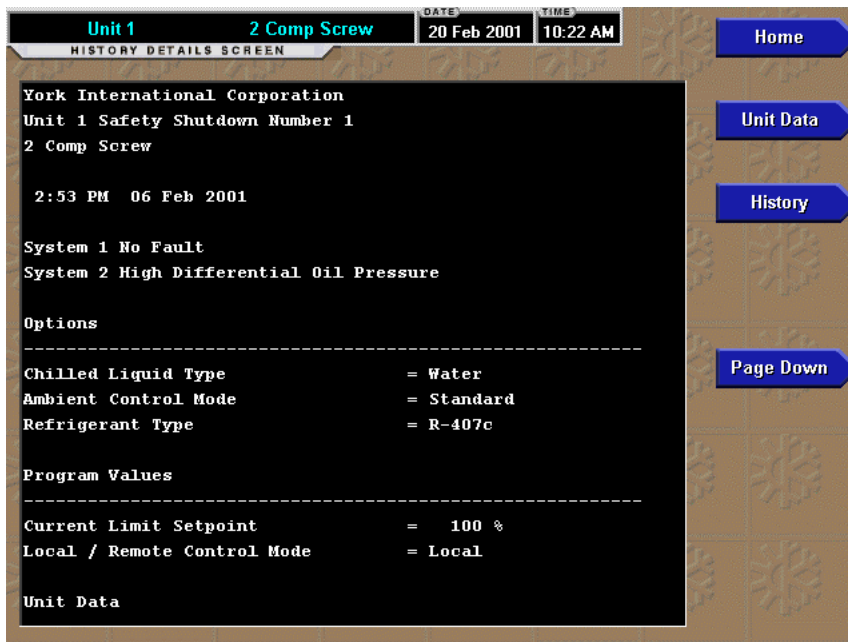 Unit 1 2 Comp Screw
DATE TIME
20 Feb 2001 10:22 AM
HISTORY DETAILS SCREEN
York International Corporation
Unit 1 Safety Shutdown Number 1
2 Comp Screw
2:53 PM 06 Feb 2001
System 1 No Fault
System 2 High Differential Oil Pressure
Options
------------------------------------------------------------
Chilled Liquid Type = Water
Ambient Control Mode = Standard
Refrigerant Type = R-407c
Program Values
------------------------------------------------------------
Current Limit Setpoint = 100 %
Local / Remote Control Mode = Local
Unit Data
Home
Unit Data
History
Page Down